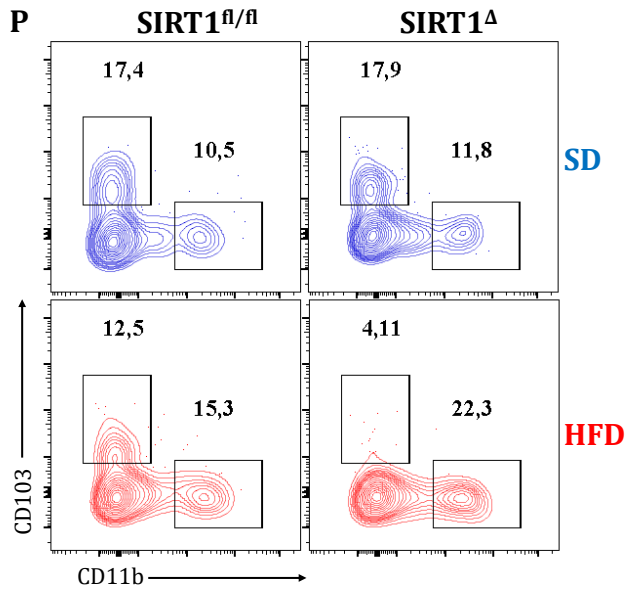 P
SIRT1fl/fl
SIRT1Δ
17,4
10,5
17,9
11,8
SD
12,5
15,3
4,11
22,3
HFD
CD103
CD11b